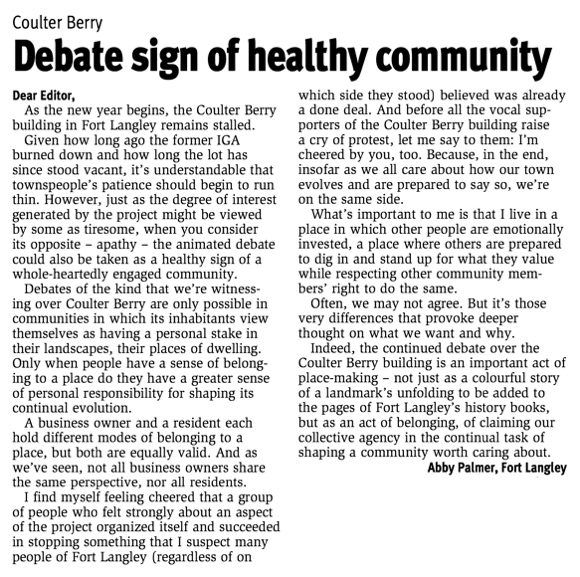 Coulter Berry
Debate sign of healthy community
Dear Editor,
As the new year begins, the Coulter Berry
building in Fort Langley remains stalled.
Given how long ago the former IGA
burned down and how long the lot has
since stood vacant, it's understandable that
townspeople's patience should begin to run
thin. However, just as the degree of interest
generated by the project might be viewed
by some as tiresome, when you consider
its opposite – apathy – the animated debate
could also be taken as a healthy sign of a
whole-heartedly engaged community.
Debates of the kind that we're witness-
ing over Coulter Berry are only possible in
communities in which its inhabitants view
themselves as having a personal stake in
their landscapes, their places of dwelling.
Only when people have a sense of belong-
ing to a place do they have a greater sense
of personal responsibility for shaping its
continual evolution.
A business owner and a resident each
hold different modes of belonging to a
place, but both are equally valid. And as
we've seen, not all business owners share
the same perspective, nor all residents.
I find myself feeling cheered that a group
of people who felt strongly about an aspect
of the project organized itself and succeeded
in stopping something that I suspect many
people of Fort Langley (regardless of on
which side they stood) believed was already
a done deal. And before all the vocal sup-
porters of the Coulter Berry building raise
a cry of protest, let me say to them: I'm
cheered by you, too. Because, in the end,
insofar as we all care about how our town
evolves and are prepared to say so, we're
on the same side.
What's important to me is that I live in a
place in which other people are emotionally
invested, a place where others are prepared
to dig in and stand up for what they value
while respecting other community mem-
bers' right to do the same.
Often, we may not agree. But it's those
very differences that provoke deeper
thought on what we want and why.
Indeed, the continued debate over the
Coulter Berry building is an important act of
place-making – not just as a colourful story
of a landmark's unfolding to be added to
the pages of Fort Langley's history books,
but as an act of belonging, of claiming our
collective agency in the continual task of
shaping a community worth caring about.
Abby Palmer, Fort Langley